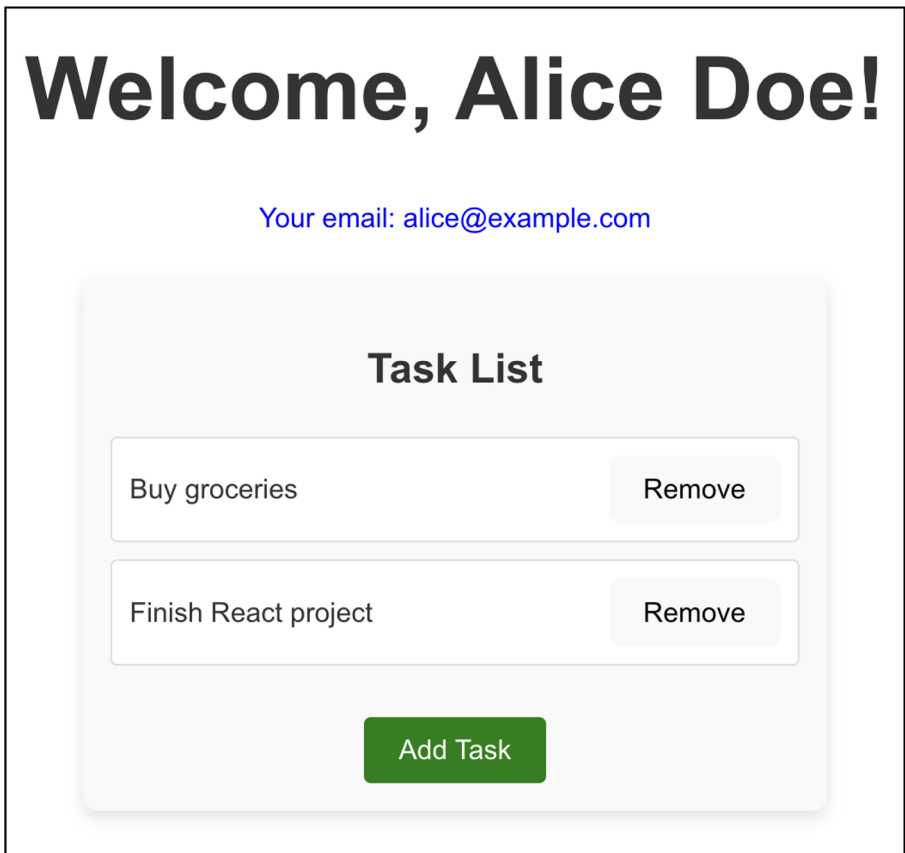 Welcome, Alice Doe!
Your email: alice@example.com
Task List
Buy groceries
Remove
Finish React project
Remove
Add Task